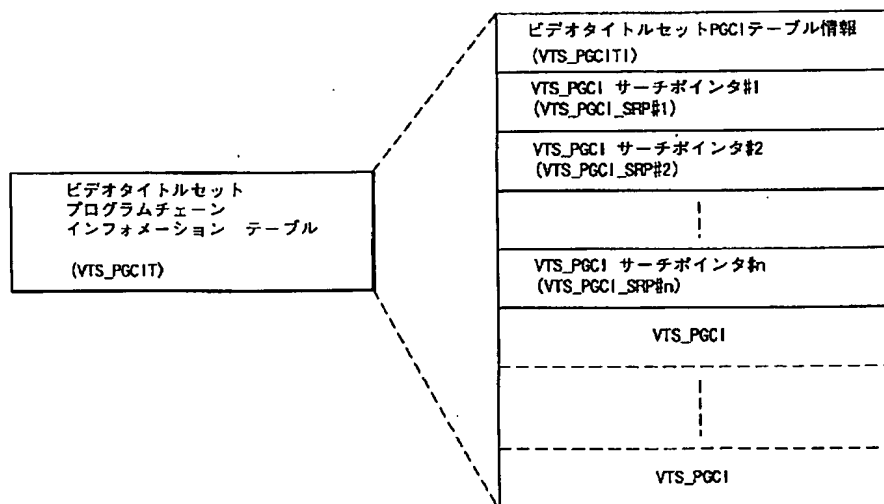 ビデオタイトルセット
プログラムチェーン
インフォメーション テーブル
(VTS_PGCIT)
ビデオタイトルセットPGCIテーブル情報
(VTS_PGCITI)
VTS_PGCI サーチポインタ#1
(VTS_PGCI_SRP#1)
VTS_PGCI サーチポインタ#2
(VTS_PGCI_SRP#2)
VTS_PGCI サーチポインタ#n
(VTS_PGCI_SRP#n)
VTS_PGCI
VTS_PGCI